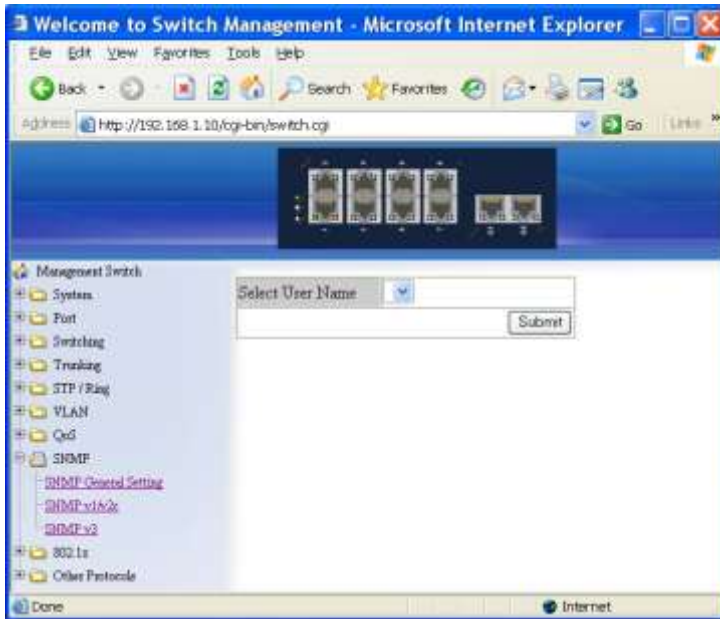 Welcome to Switch Management - Microsoft Internet Explorer
File Edit View Favorites Tools Help
Back Search Favorites
Address http://192.168.1.10/cgi-bin/switch.cgi Go Links »
Management Switch
System
Port
Switching
Trunking
STP / Ring
VLAN
QoS
SNMP
SNMP General Setting
SNMP v1/v2c
SNMP v3
802.1x
Other Protocols
Select User Name
Submit
Done Internet